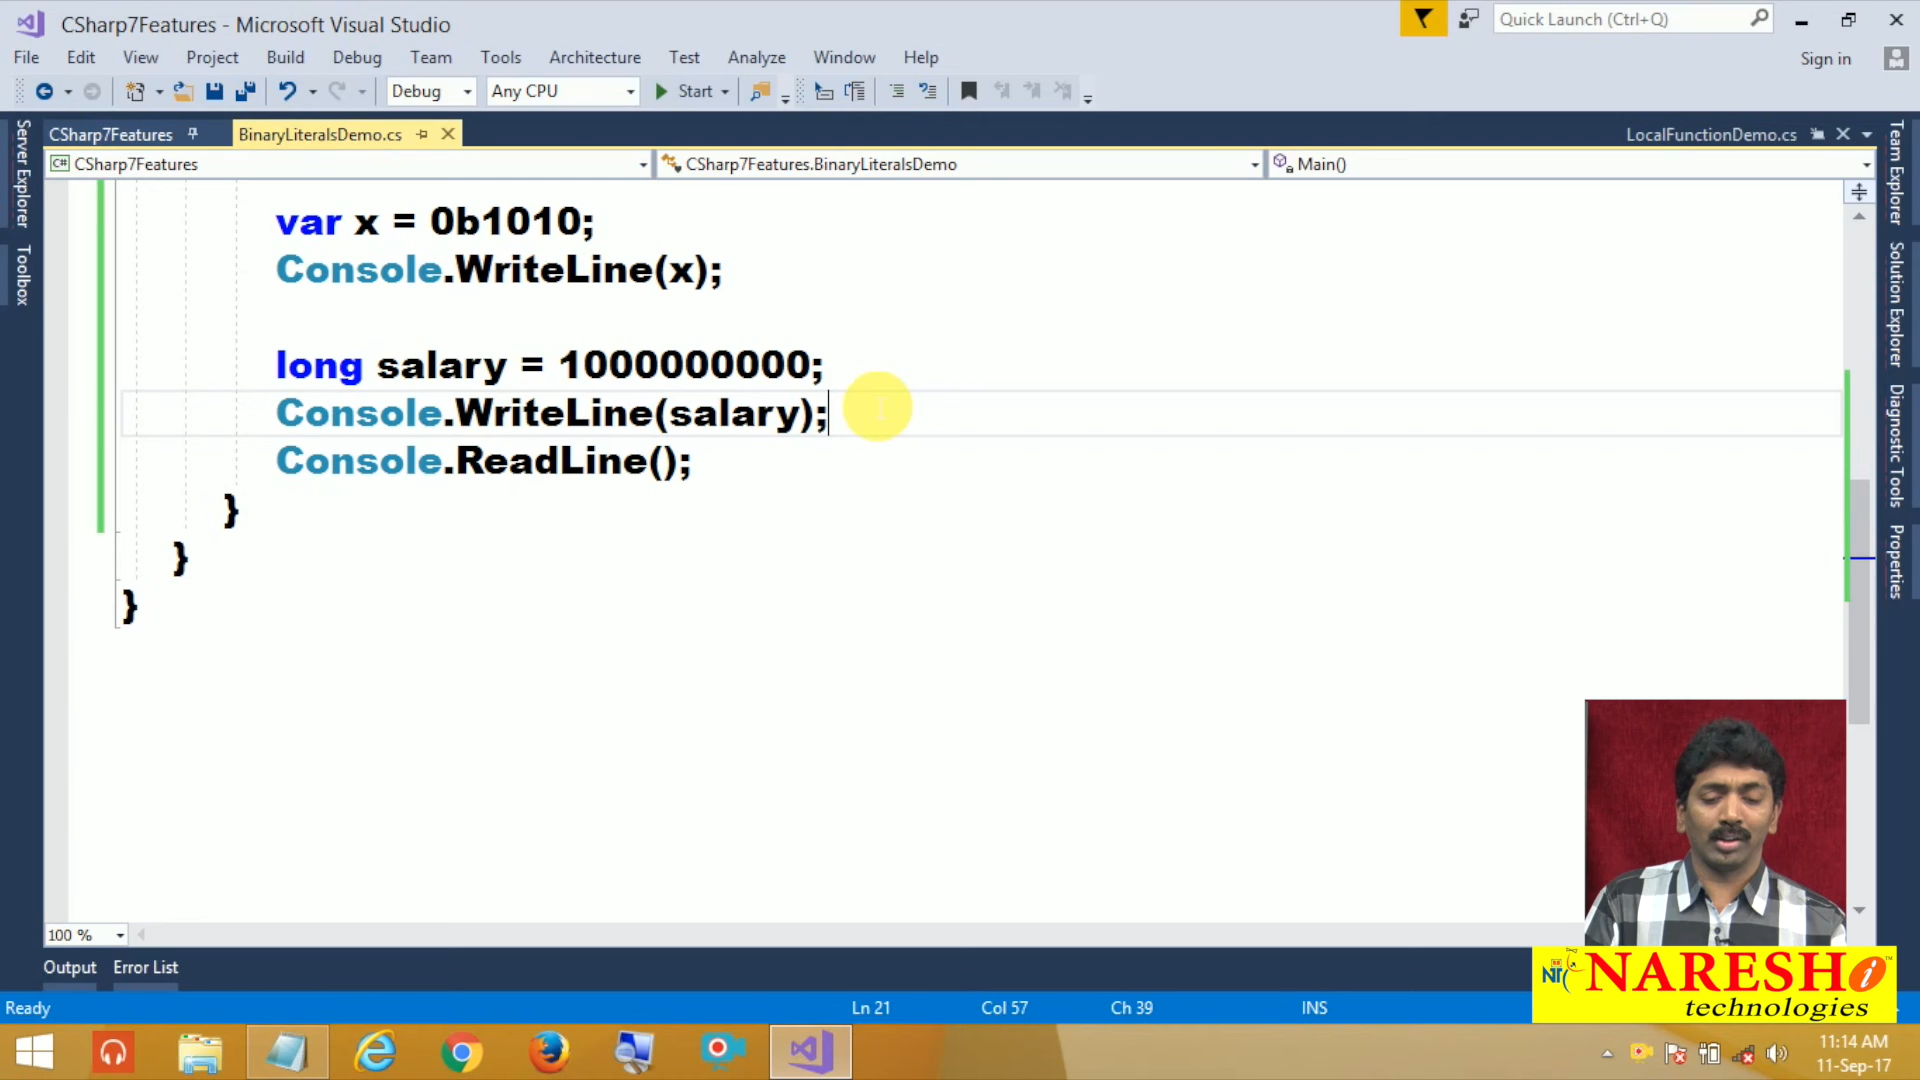 CSharp7Features - Microsoft Visual Studio
Quick Launch (Ctrl+Q)
File Edit View Project Build Debug Team Tools Architecture Test Analyze Window Help
Sign in
Debug Any CPU Start
CSharp7Features BinaryLiteralsDemo.cs LocalFunctionDemo.cs
C# CSharp7Features CSharp7Features.BinaryLiteralsDemo Main()
Server Explorer
Toolbox
Team Explorer
Solution Explorer
Diagnostic Tools
Properties
var x = 0b1010;
Console.WriteLine(x);
long salary = 1000000000;
Console.WriteLine(salary);
Console.ReadLine();
}
}
}
100 %
Output Error List
Ready Ln 21 Col 57 Ch 39 INS
NARESH i
technologies
11:14 AM
11-Sep-17